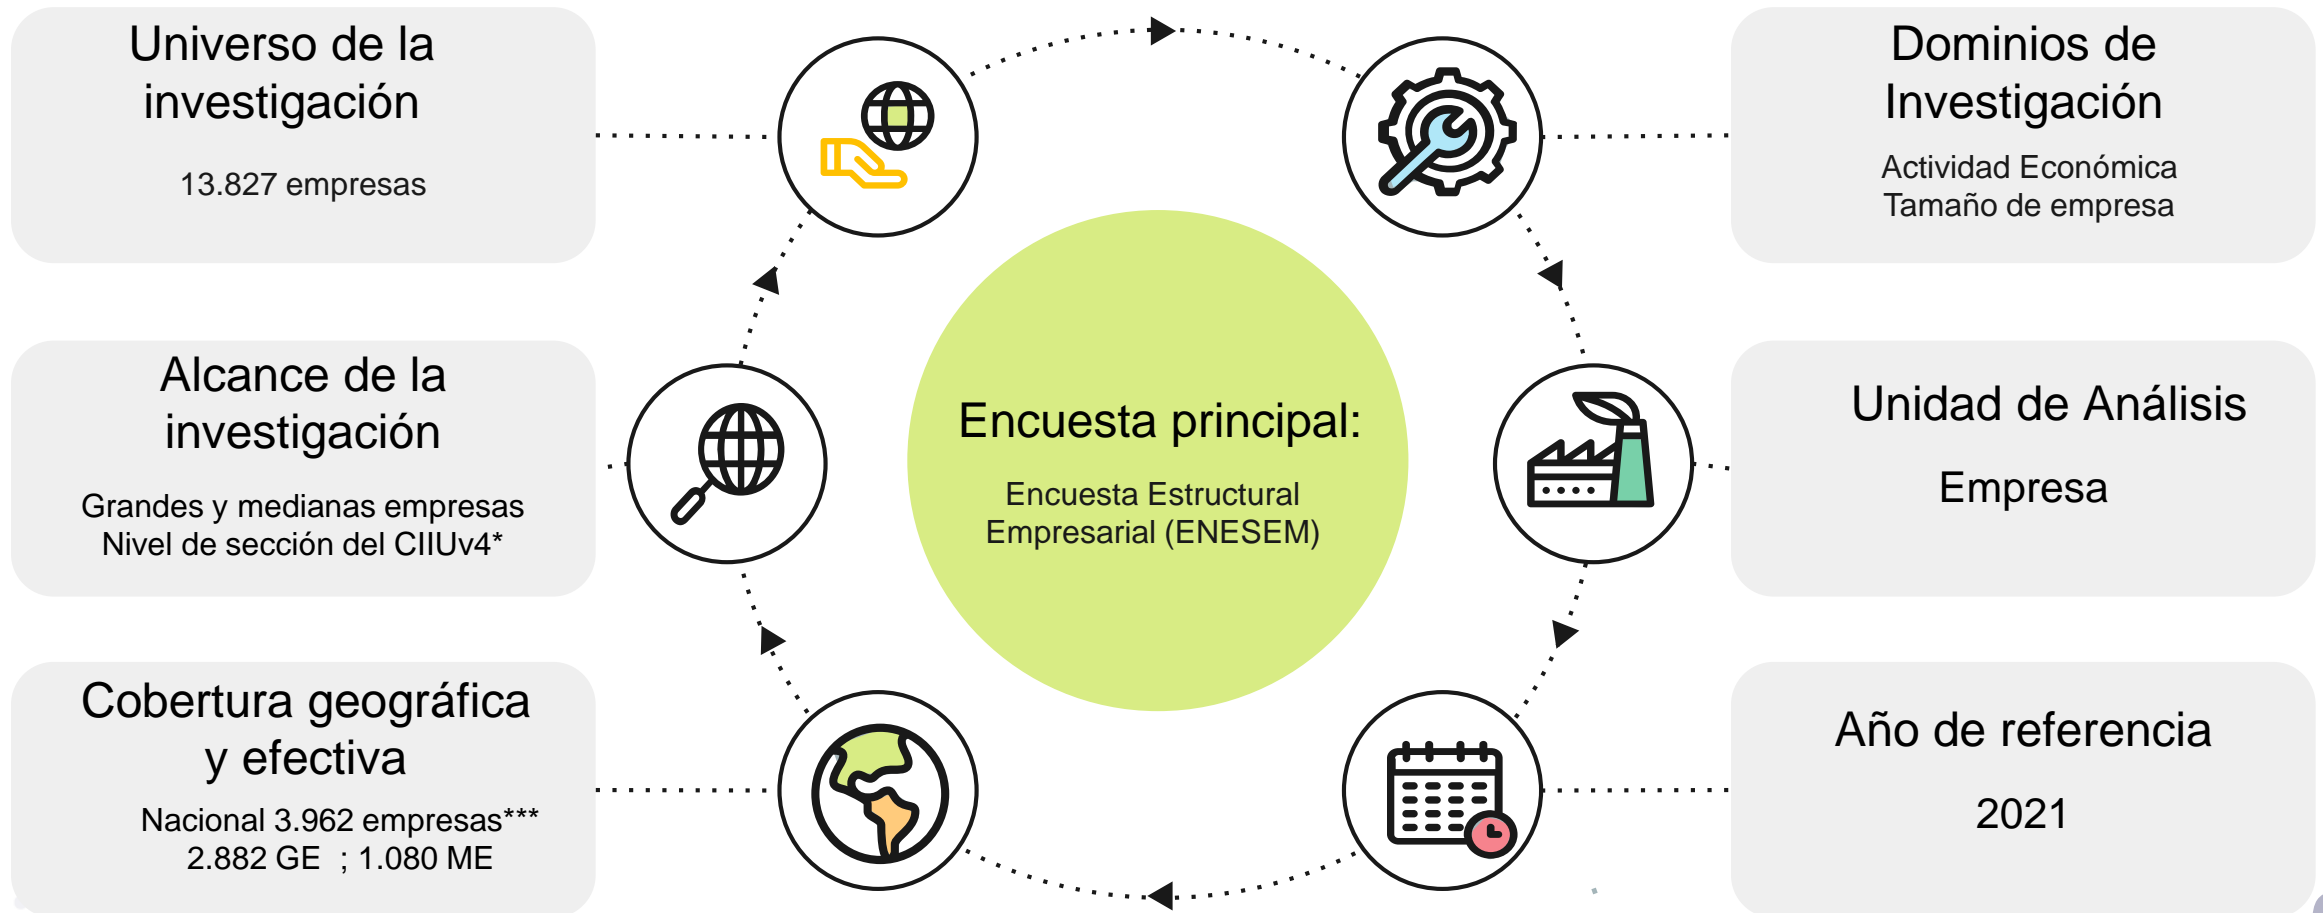 Universo de la
investigación
13.827 empresas
Alcance de la
investigación
Grandes y medianas empresas
Nivel de sección del CIIUv4*
Cobertura geográfica
y efectiva
Nacional 3.962 empresas***
2.882 GE ; 1.080 ME
Encuesta principal:
Encuesta Estructural
Empresarial (ENESEM)
Dominios de
Investigación
Actividad Económica
Tamaño de empresa
Unidad de Análisis
Empresa
Año de referencia
2021